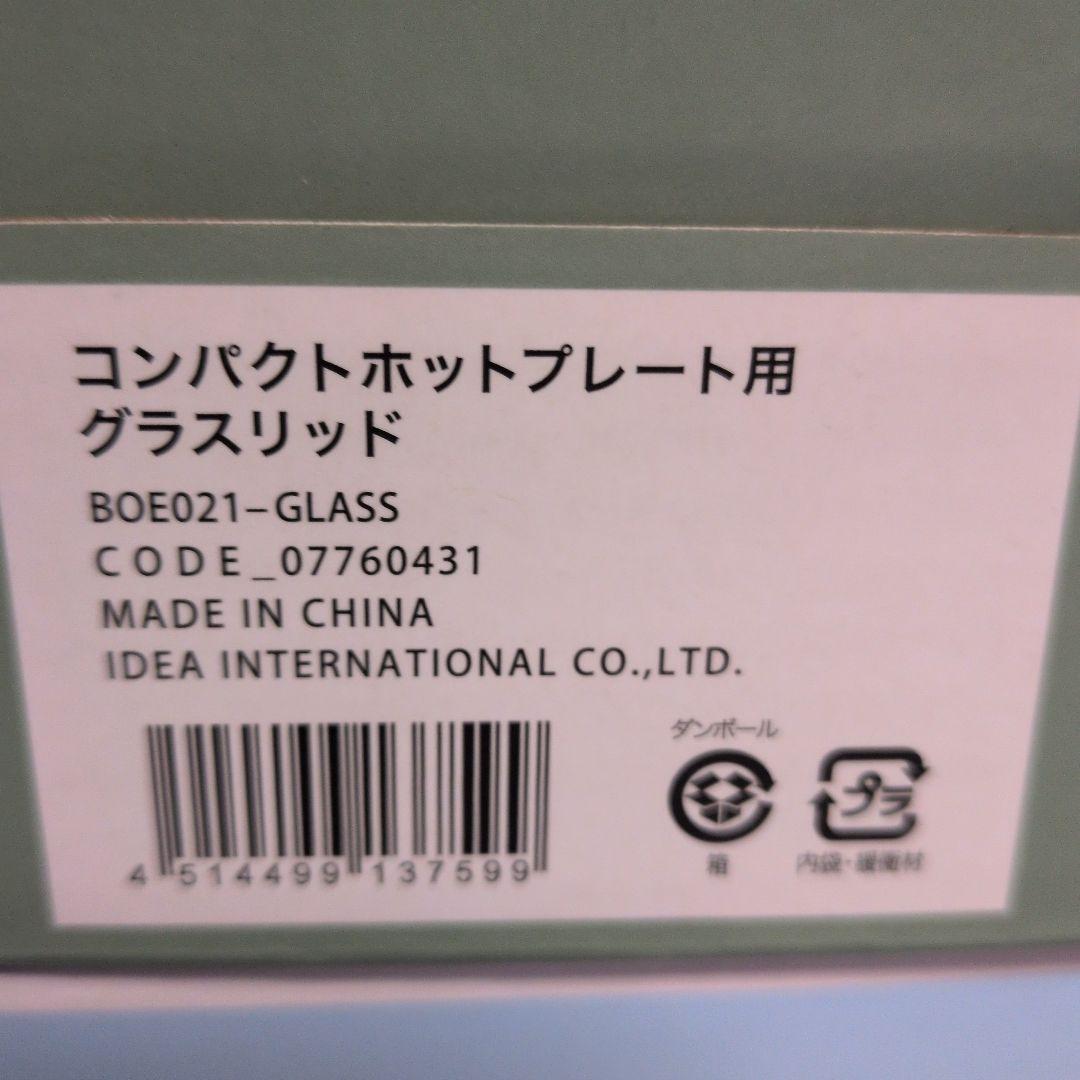 コンパクトホットプレート用
グラスリッド
BOE021-GLASS
CODE_07760431
MADE IN CHINA
IDEA INTERNATIONAL CO.,LTD.
4 514499 137599
ダンボール
プラ
箱
内袋・緩衝材